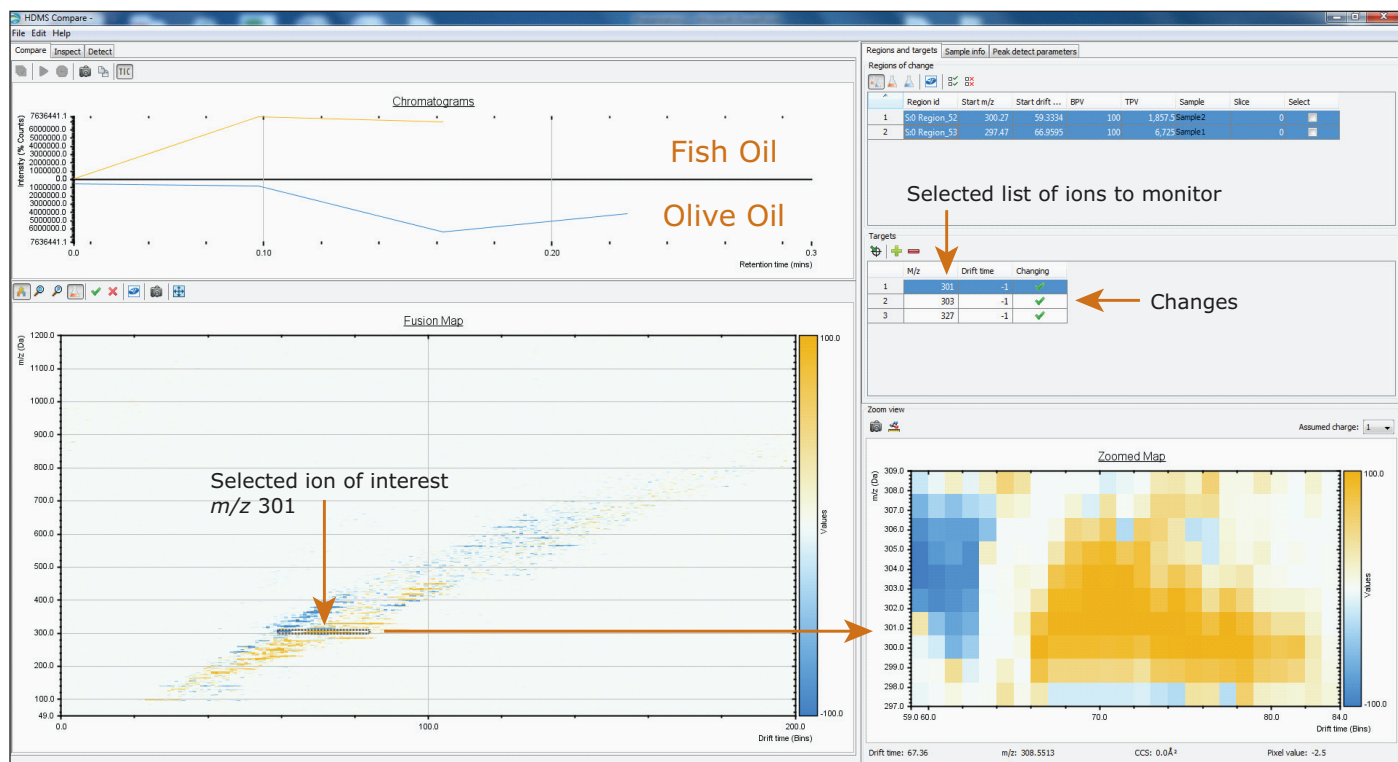 HDMS Compare -
File Edit Help
Compare Inspect Detect
TIC
Chromatograms
Intensity (% Counts)
7636441.1
6000000.0
5000000.0
4000000.0
3000000.0
2000000.0
1000000.0
0.0
1000000.0
2000000.0
3000000.0
4000000.0
5000000.0
6000000.0
7636441.1
Fish Oil
Olive Oil
0.0 0.10 0.20 0.3
Retention time (mins)
Fusion Map
m/z (Da)
1200.0
1100.0
1000.0
900.0
800.0
700.0
600.0
500.0
400.0
300.0
200.0
100.0
49.0
Selected ion of interest
m/z 301
0.0 100.0 200.0
Drift time (Bins)
100.0
Values
-100.0
Regions and targets Sample info Peak detect parameters
Regions of change
Region id Start m/z Start drift ... BPV TPV Sample Slice Select
1 S:0 Region_52 300.27 59.3334 100 1,857.5 Sample2 0
2 S:0 Region_53 297.47 66.9595 100 6,725 Sample1 0
Selected list of ions to monitor
Targets
M/z Drift time Changing
1 301 -1
2 303 -1
3 327 -1
Changes
Zoom view
Assumed charge: 1
Zoomed Map
m/z (Da)
309.0
308.0
307.0
306.0
305.0
304.0
303.0
302.0
301.0
300.0
299.0
298.0
297.0
59.0 60.0 70.0 80.0 84.0
Drift time (Bins)
100.0
Values
-100.0
Drift time: 67.36 m/z: 308.5513 CCS: 0.0Å² Pixel value: -2.5